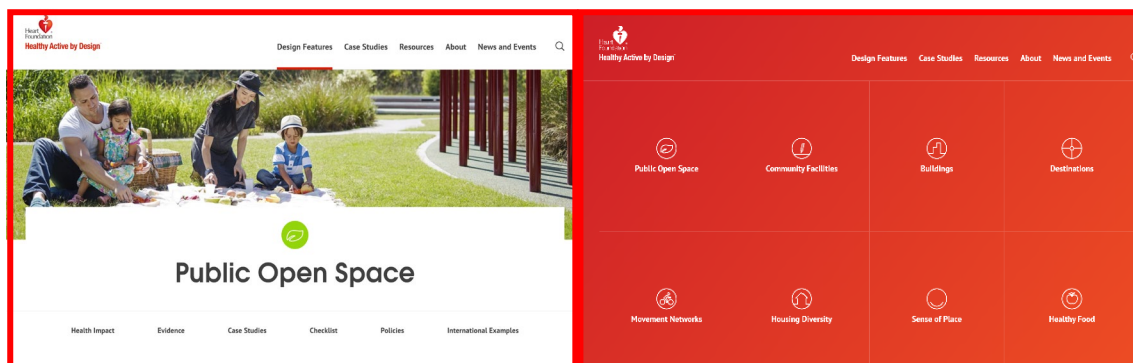 Heart
Foundation
Healthy Active by Design
Design Features Case Studies Resources About News and Events
Public Open Space
Health Impact Evidence Case Studies Checklist Policies International Examples
Heart
Foundation
Healthy Active by Design
Design Features Case Studies Resources About News and Events
Public Open Space Community Facilities Buildings Destinations
Movement Networks Housing Diversity Sense of Place Healthy Food